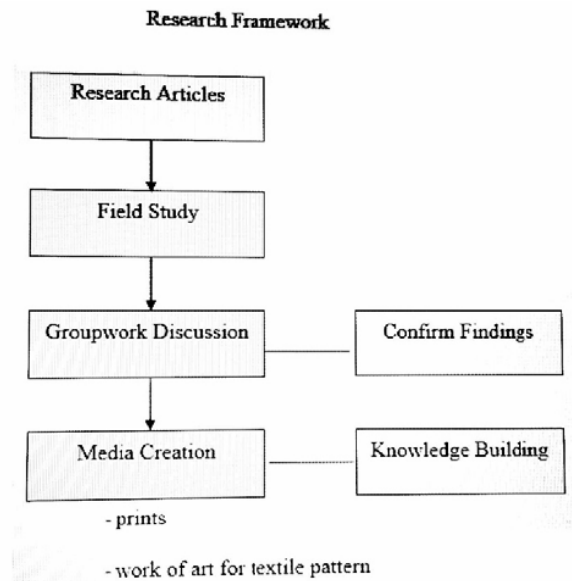 Research Framework
Research Articles
Field Study
Groupwork Discussion
Confirm Findings
Media Creation
Knowledge Building
- prints
- work of art for textile pattern